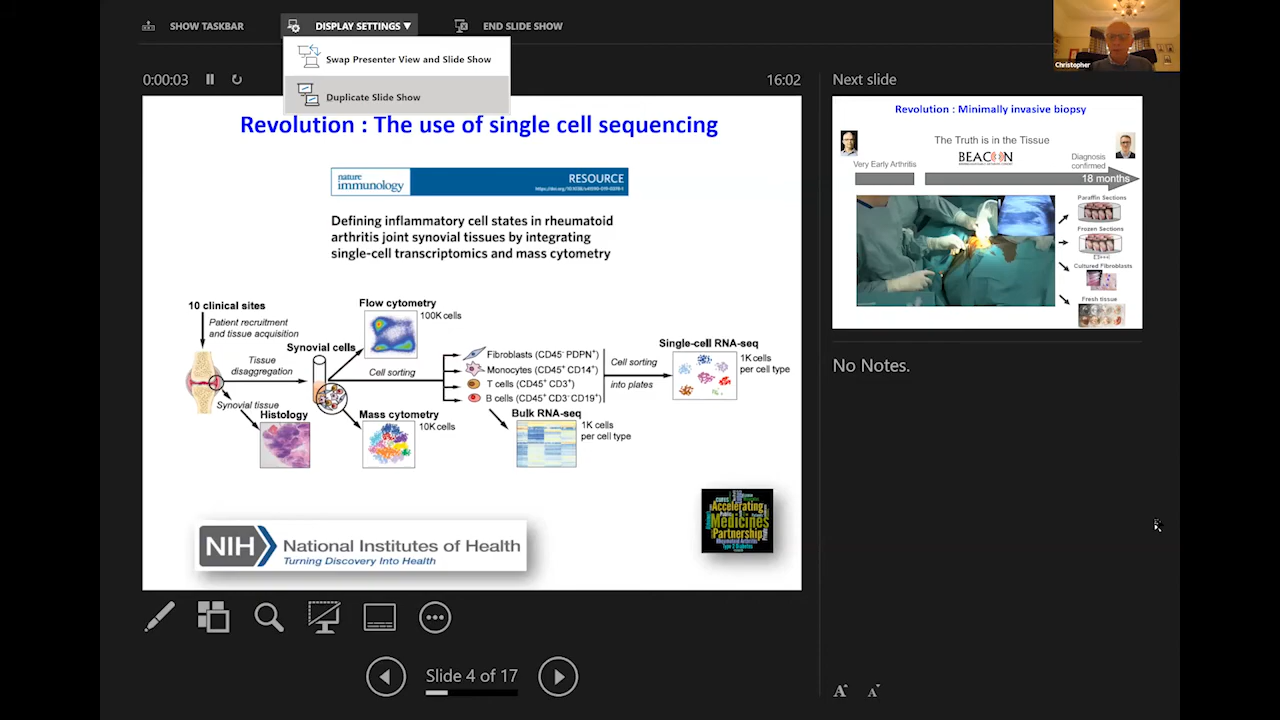 SHOW TASKBAR
DISPLAY SETTINGS ▼
END SLIDE SHOW
Swap Presenter View and Slide Show
Duplicate Slide Show
Christopher
0:00:03
16:02
Next slide
Revolution : The use of single cell sequencing
nature
immunology
RESOURCE
Defining inflammatory cell states in rheumatoid
arthritis joint synovial tissues by integrating
single-cell transcriptomics and mass cytometry
10 clinical sites
Patient recruitment
and tissue acquisition
Tissue
disaggregation
Synovial tissue
Histology
Synovial cells
Flow cytometry
100K cells
Cell sorting
Mass cytometry
10K cells
Fibroblasts (CD45⁻ PDPN⁺)
Monocytes (CD45⁺ CD14⁺)
T cells (CD45⁺ CD3⁺)
B cells (CD45⁺ CD3⁻CD19⁺)
Bulk RNA-seq
1K cells
per cell type
Cell sorting
into plates
Single-cell RNA-seq
1K cells
per cell type
NIH
National Institutes of Health
Turning Discovery Into Health
Accelerating
Medicines
Partnership
Type 2 Diabetes
Revolution : Minimally invasive biopsy
The Truth is in the Tissue
BEACON
Very Early Arthritis
Diagnosis
confirmed
18 months
Paraffin Sections
Frozen Sections
Cultured Fibroblasts
Fresh tissue
No Notes.
Slide 4 of 17
A
A